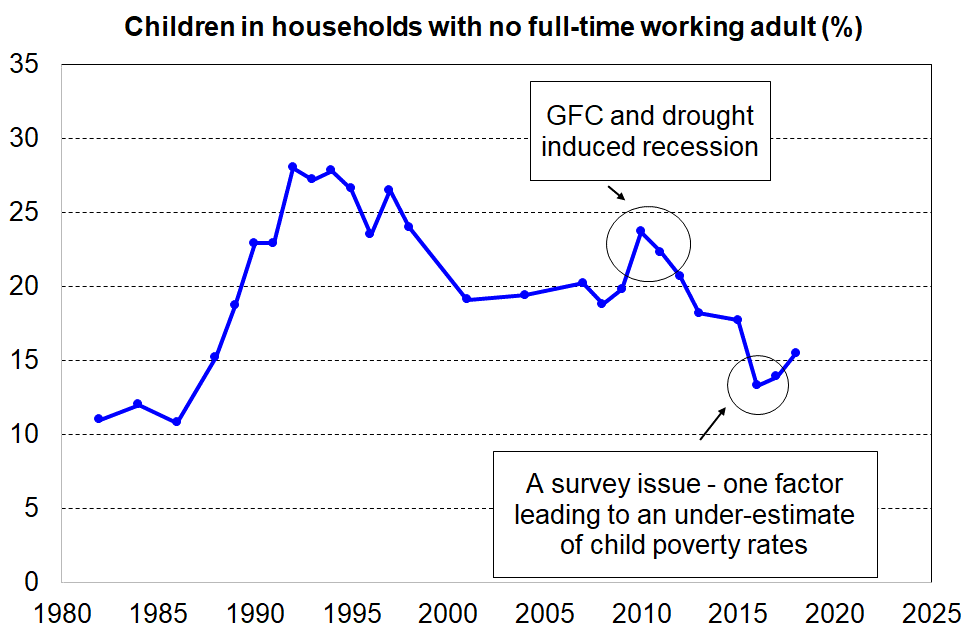 Children in households with no full-time working adult (%)
35
30
25
20
15
10
5
0
GFC and drought
induced recession
A survey issue - one factor
leading to an under-estimate
of child poverty rates
1980 1985 1990 1995 2000 2005 2010 2015 2020 2025